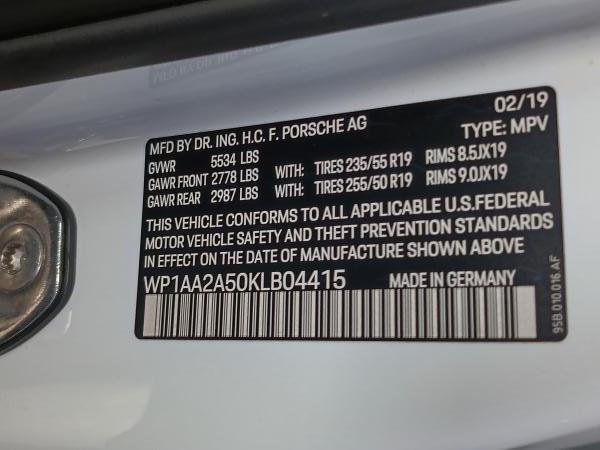 02/19
MFD BY DR. ING. H.C. F. PORSCHE AG TYPE: MPV
GVWR 5534 LBS
GAWR FRONT 2778 LBS WITH: TIRES 235/55 R19 RIMS 8.5JX19
GAWR REAR 2987 LBS WITH: TIRES 255/50 R19 RIMS 9.0JX19
THIS VEHICLE CONFORMS TO ALL APPLICABLE U.S.FEDERAL
MOTOR VEHICLE SAFETY AND THEFT PREVENTION STANDARDS
IN EFFECT ON THE DATE OF MANUFACTURE SHOWN ABOVE
WP1AA2A50KLB04415 MADE IN GERMANY
95B.010.016.AF